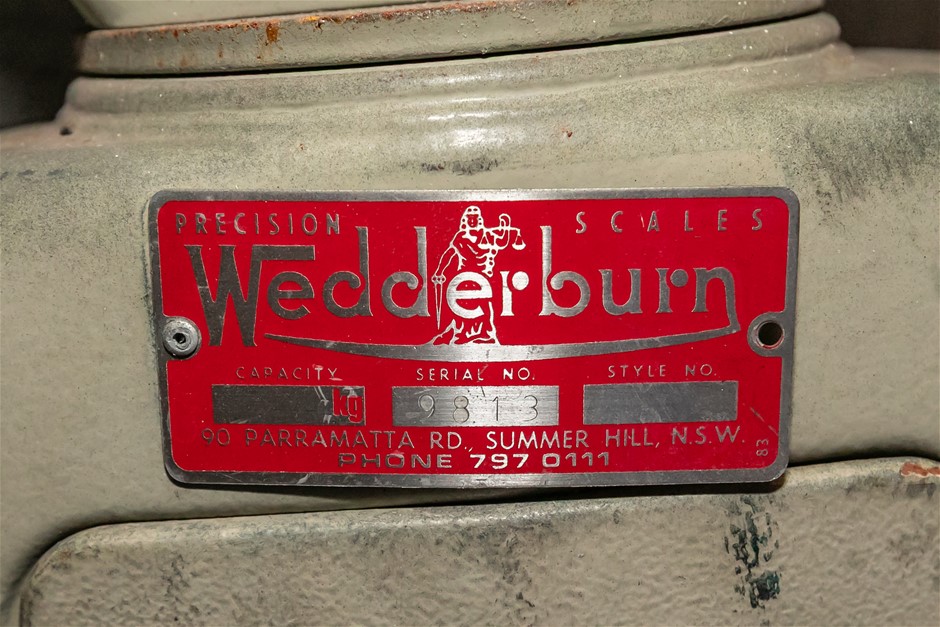 PRECISION SCALES
Wedderburn
CAPACITY SERIAL NO. STYLE NO.
kg 9813
90 PARRAMATTA RD., SUMMER HILL, N.S.W.
PHONE 797 0111
83